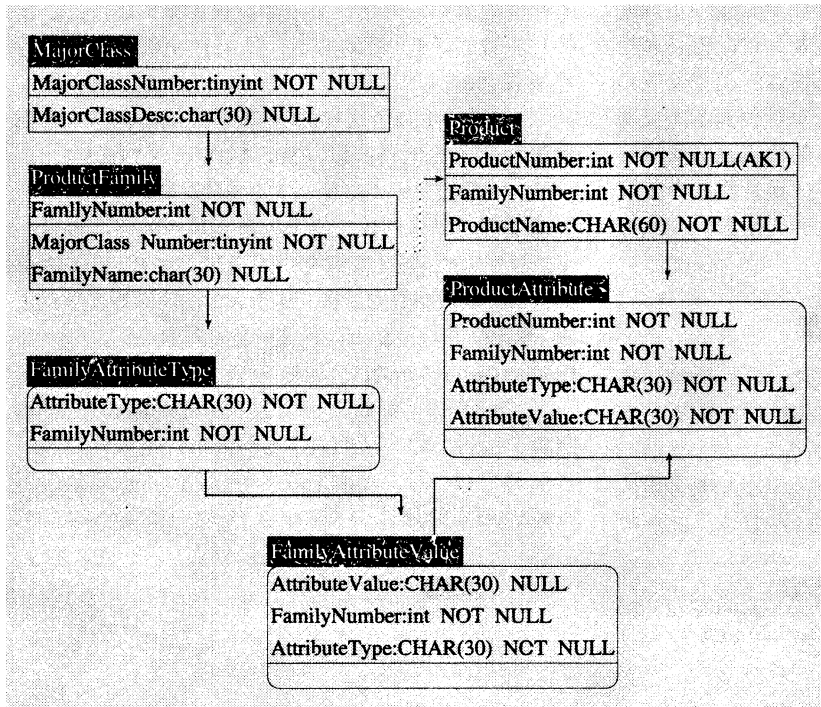 MajorClass
MajorClassNumber:tinyint NOT NULL
MajorClassDesc:char(30) NULL
ProductFamily
FamilyNumber:int NOT NULL
MajorClass Number:tinyint NOT NULL
FamilyName:char(30) NULL
FamilyAttributeType
AttributeType:CHAR(30) NOT NULL
FamilyNumber:int NOT NULL
Product
ProductNumber:int NOT NULL(AK1)
FamilyNumber:int NOT NULL
ProductName:CHAR(60) NOT NULL
ProductAttribute
ProductNumber:int NOT NULL
FamilyNumber:int NOT NULL
AttributeType:CHAR(30) NOT NULL
AttributeValue:CHAR(30) NOT NULL
FamilyAttributeValue
AttributeValue:CHAR(30) NULL
FamilyNumber:int NOT NULL
AttributeType:CHAR(30) NOT NULL